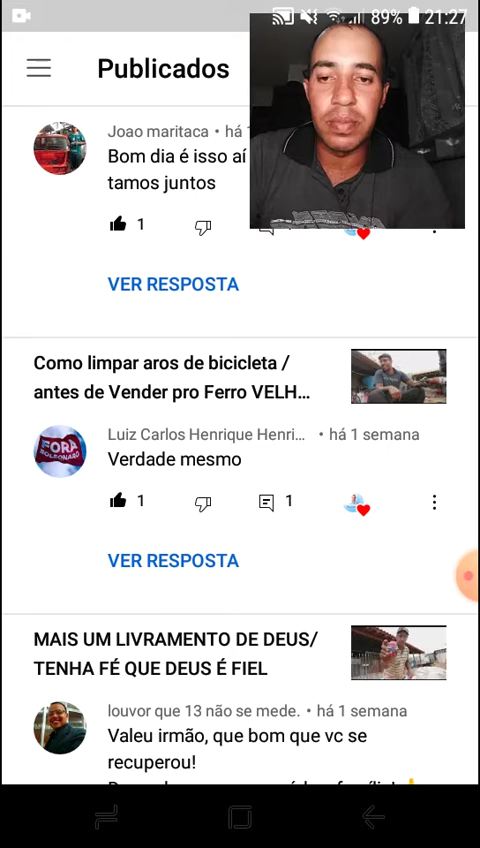 89% 21:27
Publicados
Joao maritaca • há
Bom dia é isso aí
tamos juntos
1
VER RESPOSTA
Como limpar aros de bicicleta /
antes de Vender pro Ferro VELH...
Luiz Carlos Henrique Henri... • há 1 semana
FORA
BOLSONARO
Verdade mesmo
1 1
VER RESPOSTA
MAIS UM LIVRAMENTO DE DEUS/
TENHA FÉ QUE DEUS É FIEL
louvor que 13 não se mede. • há 1 semana
Valeu irmão, que bom que vc se
recuperou!